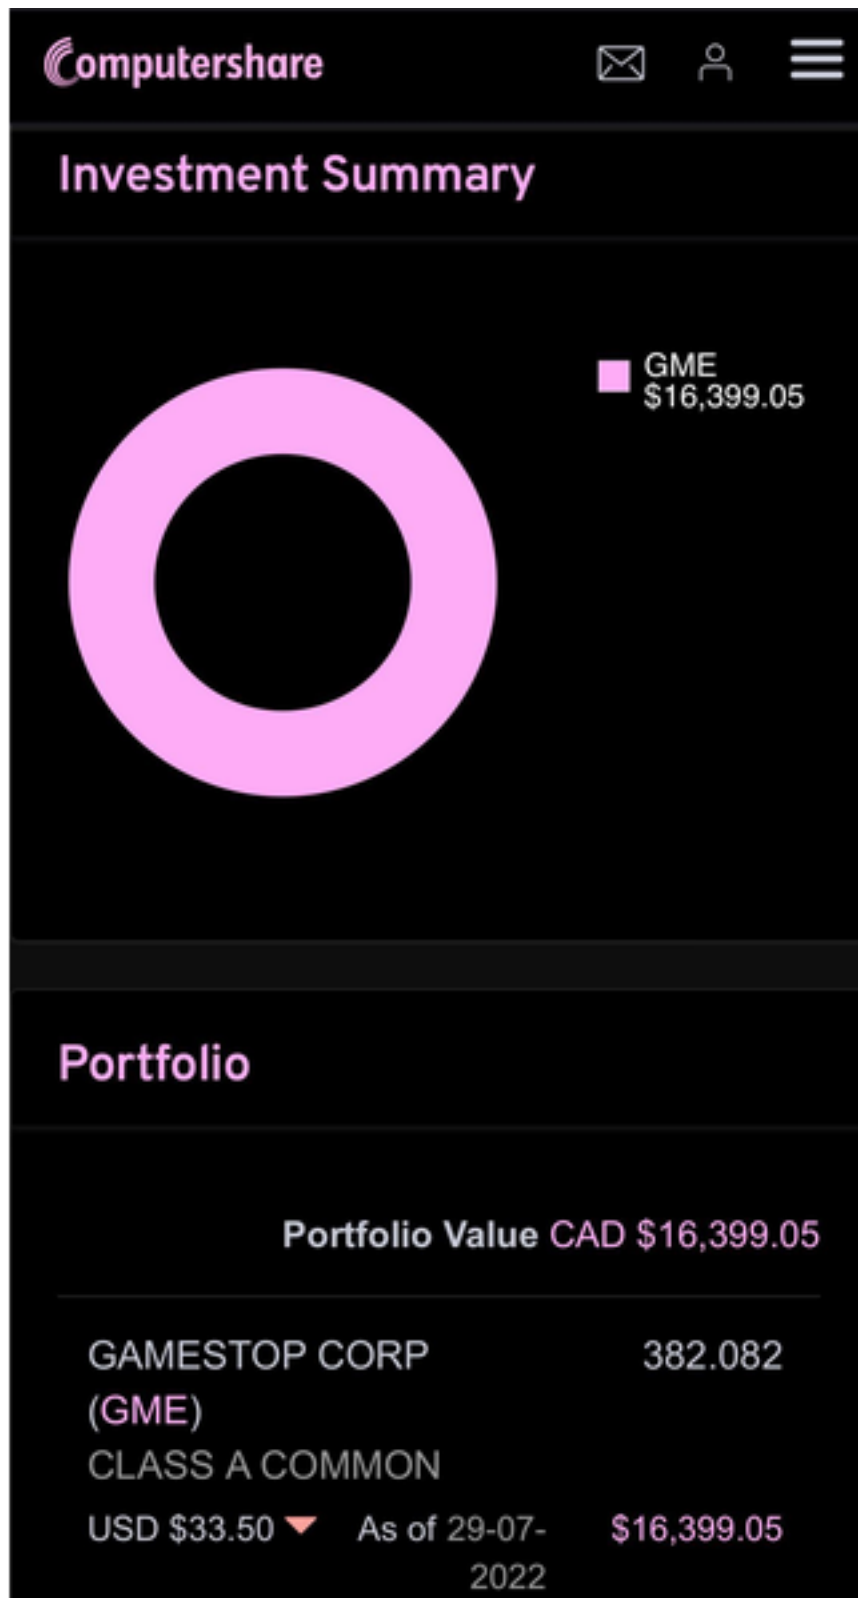 Computershare
Investment Summary
GME
$16,399.05
Portfolio
Portfolio Value CAD $16,399.05
GAMESTOP CORP 382.082
(GME)
CLASS A COMMON
USD $33.50 As of 29-07- $16,399.05
2022